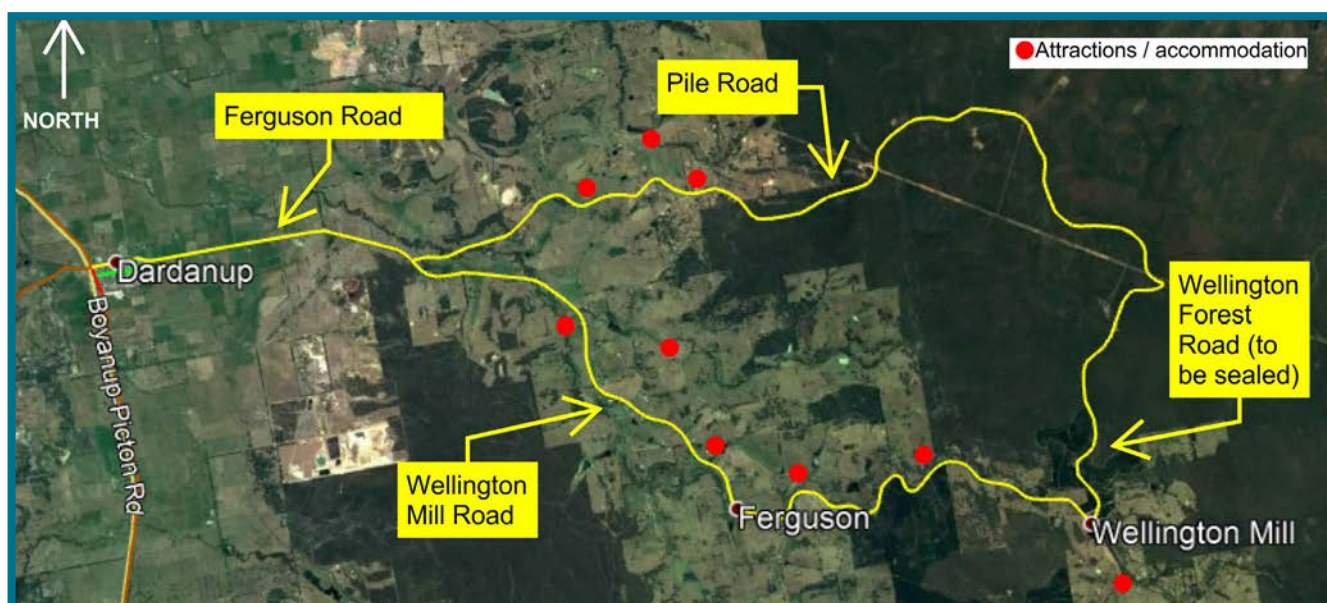 Attractions / accommodation
Pile Road
NORTH
Ferguson Road
Dardanup
Boyanup-Picton Rd
Wellington
Forest
Road (to
be sealed)
Wellington
Mill Road
Ferguson
Wellington Mill